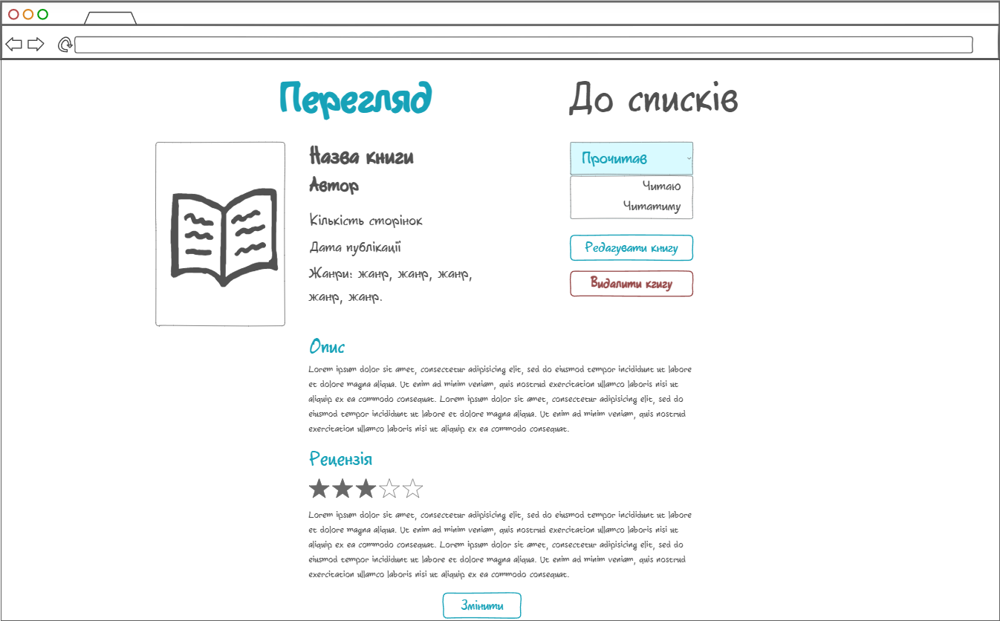 Перегляд
До списків
Назва книги
Автор
Кількість сторінок
Дата публікації
Жанри: жанр, жанр, жанр,
жанр, жанр.
Прочитав
Читаю
Читатиму
Редагувати книгу
Видалити кгигу
Опис
Lorem ipsum dolor sit amet, consectetur adipisicing elit, sed do eiusmod tempor incididunt ut labore
et dolore magna aliqua. Ut enim ad minim veniam, quis nostrud exercitation ullamco laboris nisi ut
aliquip ex ea commodo consequat. Lorem ipsum dolor sit amet, consectetur adipisicing elit, sed do
eiusmod tempor incididunt ut labore et dolore magna aliqua. Ut enim ad minim veniam, quis nostrud
exercitation ullamco laboris nisi ut aliquip ex ea commodo consequat.
Рецензія
Lorem ipsum dolor sit amet, consectetur adipisicing elit, sed do eiusmod tempor incididunt ut labore
et dolore magna aliqua. Ut enim ad minim veniam, quis nostrud exercitation ullamco laboris nisi ut
aliquip ex ea commodo consequat. Lorem ipsum dolor sit amet, consectetur adipisicing elit, sed do
eiusmod tempor incididunt ut labore et dolore magna aliqua. Ut enim ad minim veniam, quis nostrud
exercitation ullamco laboris nisi ut aliquip ex ea commodo consequat.
Змінити